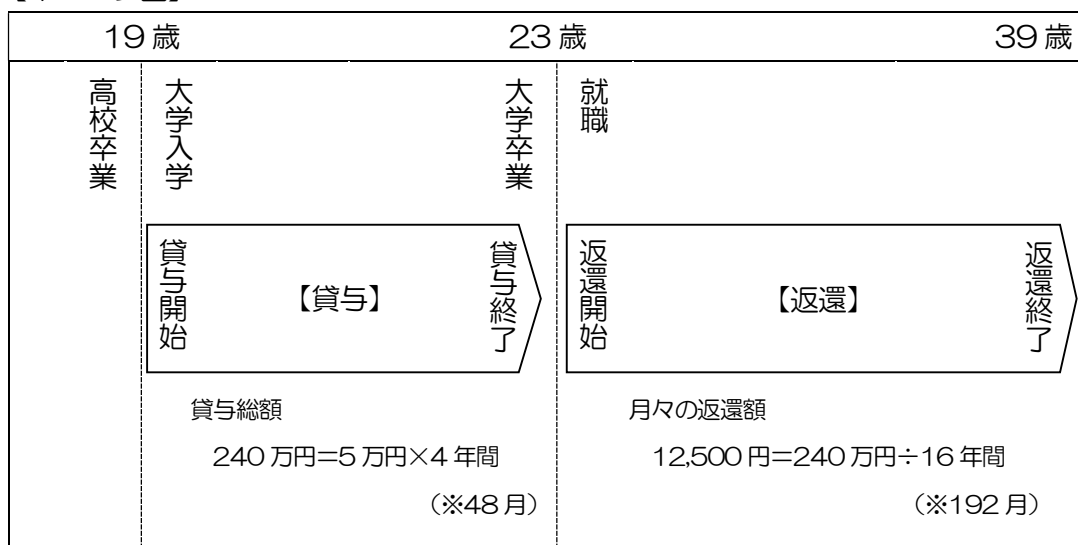 19歳 23歳 39歳
高校卒業
大学入学
大学卒業
就職
貸与開始
【貸与】
貸与終了
返還開始
【返還】
返還終了
貸与総額
240万円＝5万円×4年間
（※48月）
月々の返還額
12,500円＝240万円÷16年間
（※192月）